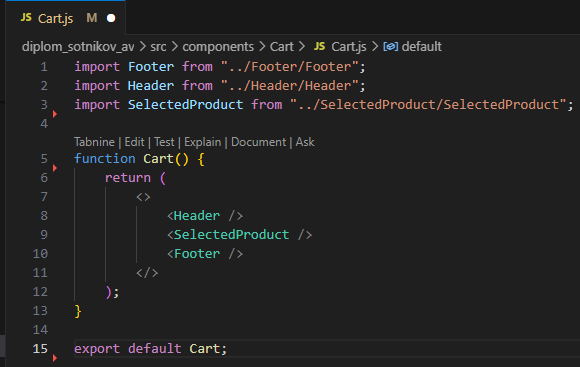 JS Cart.js M
diplom_sotnikov_av > src > components > Cart > JS Cart.js > default
1 import Footer from "../Footer/Footer";
2 import Header from "../Header/Header";
3 import SelectedProduct from "../SelectedProduct/SelectedProduct";
4
Tabnine | Edit | Test | Explain | Document | Ask
5 function Cart() {
6     return (
7         <>
8             <Header />
9             <SelectedProduct />
10             <Footer />
11         </>
12     );
13 }
14
15 export default Cart;